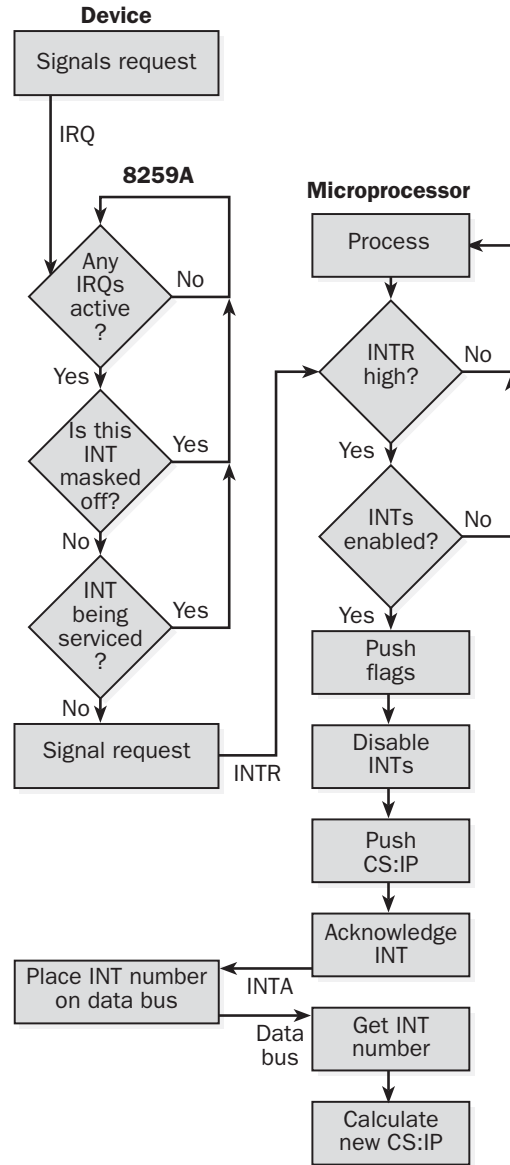 Device
Signals request
IRQ
8259A
Any
IRQs
active
?
No
Yes
Is this
INT
masked
off?
Yes
No
INT
being
serviced
?
Yes
No
Signal request
INTR
Microprocessor
Process
INTR
high?
No
Yes
INTs
enabled?
No
Yes
Push
flags
Disable
INTs
Push
CS:IP
Acknowledge
INT
INTA
Place INT number
on data bus
Data
bus
Get INT
number
Calculate
new CS:IP